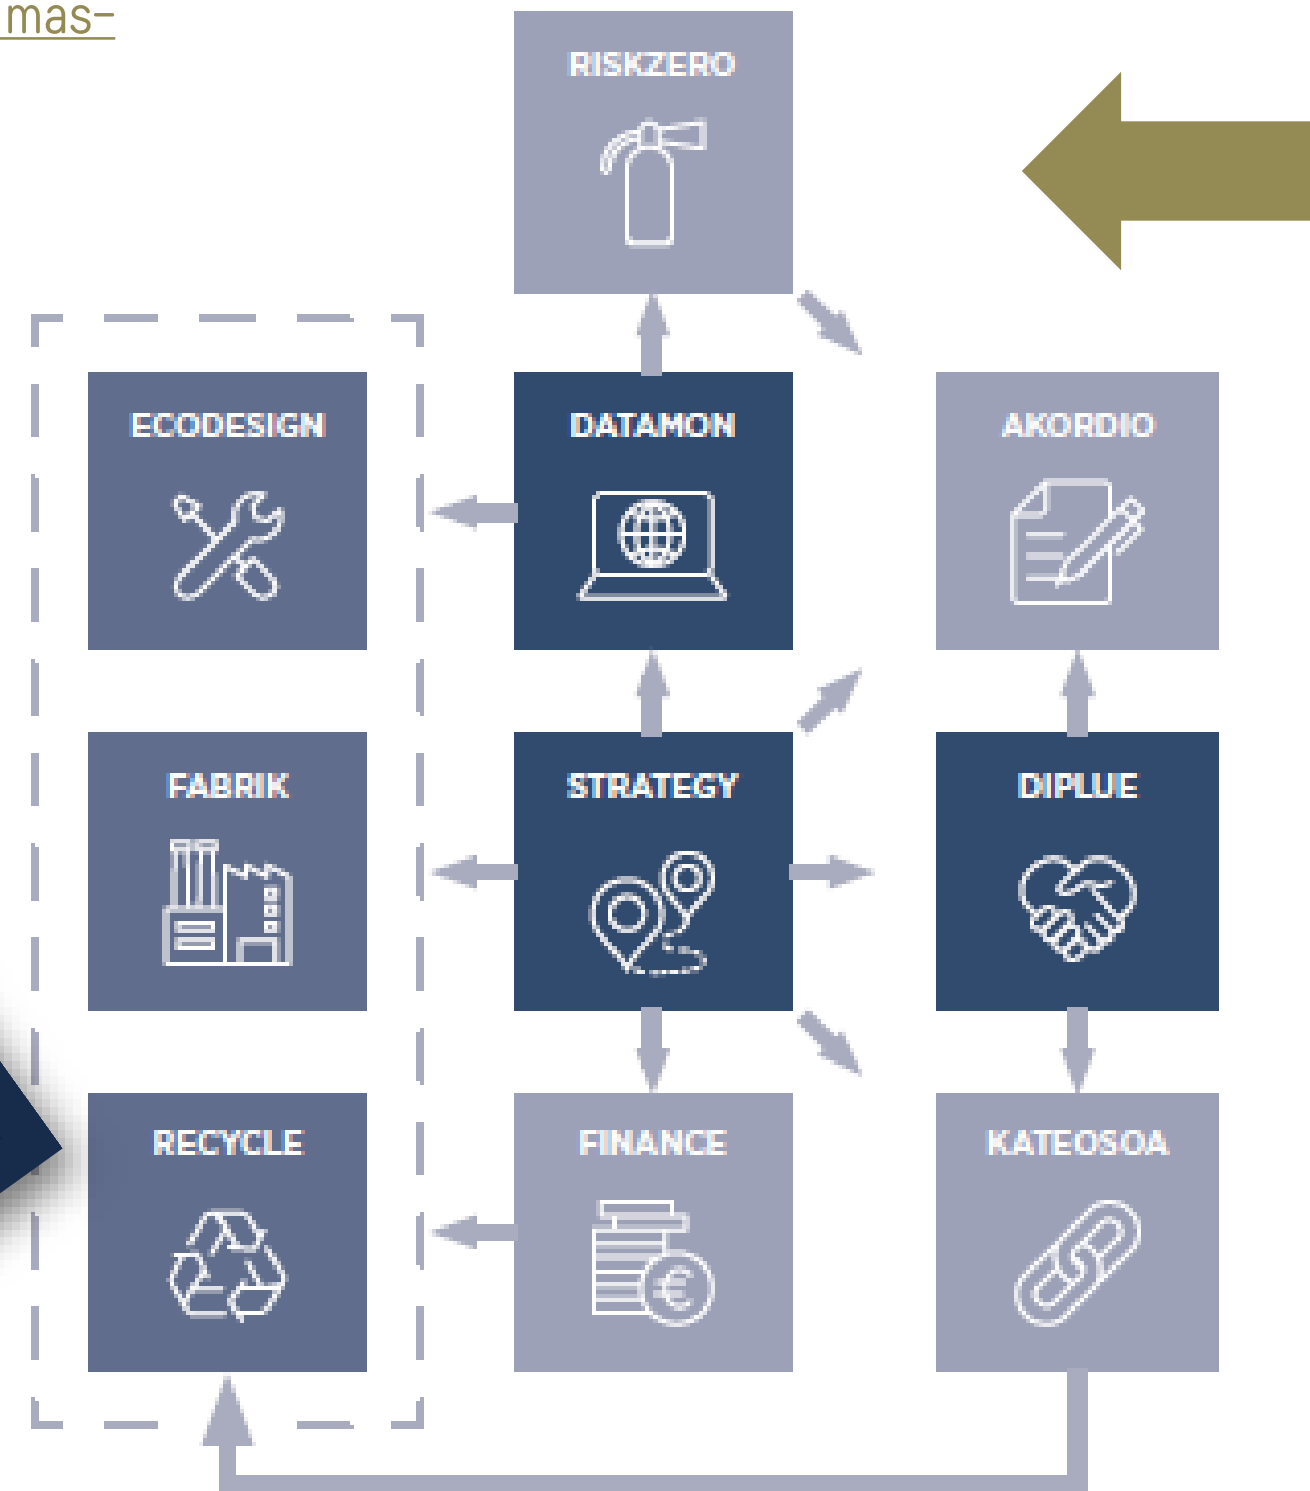 mas-
RISKZERO
ECODESIGN
DATAMON
AKORDIO
FABRIK
STRATEGY
DIPLUE
RECYCLE
FINANCE
KATEOSOA